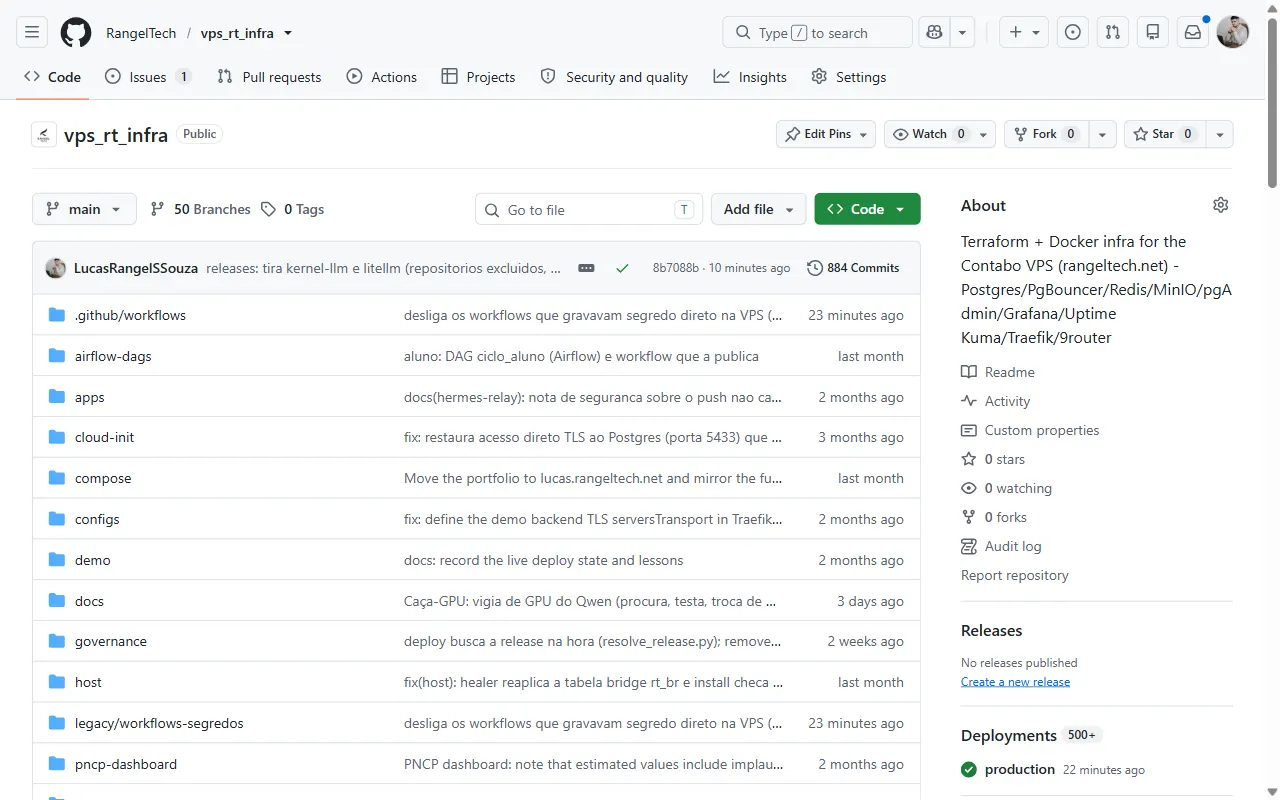 RangelTech / vps_rt_infra
Type / to search
Code
Issues 1
Pull requests
Actions
Projects
Security and quality
Insights
Settings
vps_rt_infra Public
Edit Pins
Watch 0
Fork 0
Star 0
main
50 Branches
0 Tags
Go to file T
Add file
Code
LucasRangelSSouza releases: tira kernel-llm e litellm (repositorios excluidos, ... 8b7088b · 10 minutes ago 884 Commits
.github/workflows desliga os workflows que gravavam segredo direto na VPS (... 23 minutes ago
airflow-dags aluno: DAG ciclo_aluno (Airflow) e workflow que a publica last month
apps docs(hermes-relay): nota de seguranca sobre o push nao ca... 2 months ago
cloud-init fix: restaura acesso direto TLS ao Postgres (porta 5433) que ... 3 months ago
compose Move the portfolio to lucas.rangeltech.net and mirror the fu... last month
configs fix: define the demo backend TLS serversTransport in Traefik... 2 months ago
demo docs: record the live deploy state and lessons 2 months ago
docs Caça-GPU: vigia de GPU do Qwen (procura, testa, troca de ... 3 days ago
governance deploy busca a release na hora (resolve_release.py); remove... 2 weeks ago
host fix(host): healer reaplica a tabela bridge rt_br e install checa ... last month
legacy/workflows-segredos desliga os workflows que gravavam segredo direto na VPS (... 23 minutes ago
pncp-dashboard PNCP dashboard: note that estimated values include implau... 2 months ago
About
Terraform + Docker infra for the
Contabo VPS (rangeltech.net) -
Postgres/PgBouncer/Redis/MinIO/pgA
dmin/Grafana/Uptime
Kuma/Traefik/9router
Readme
Activity
Custom properties
0 stars
0 watching
0 forks
Audit log
Report repository
Releases
No releases published
Create a new release
Deployments 500+
production 22 minutes ago